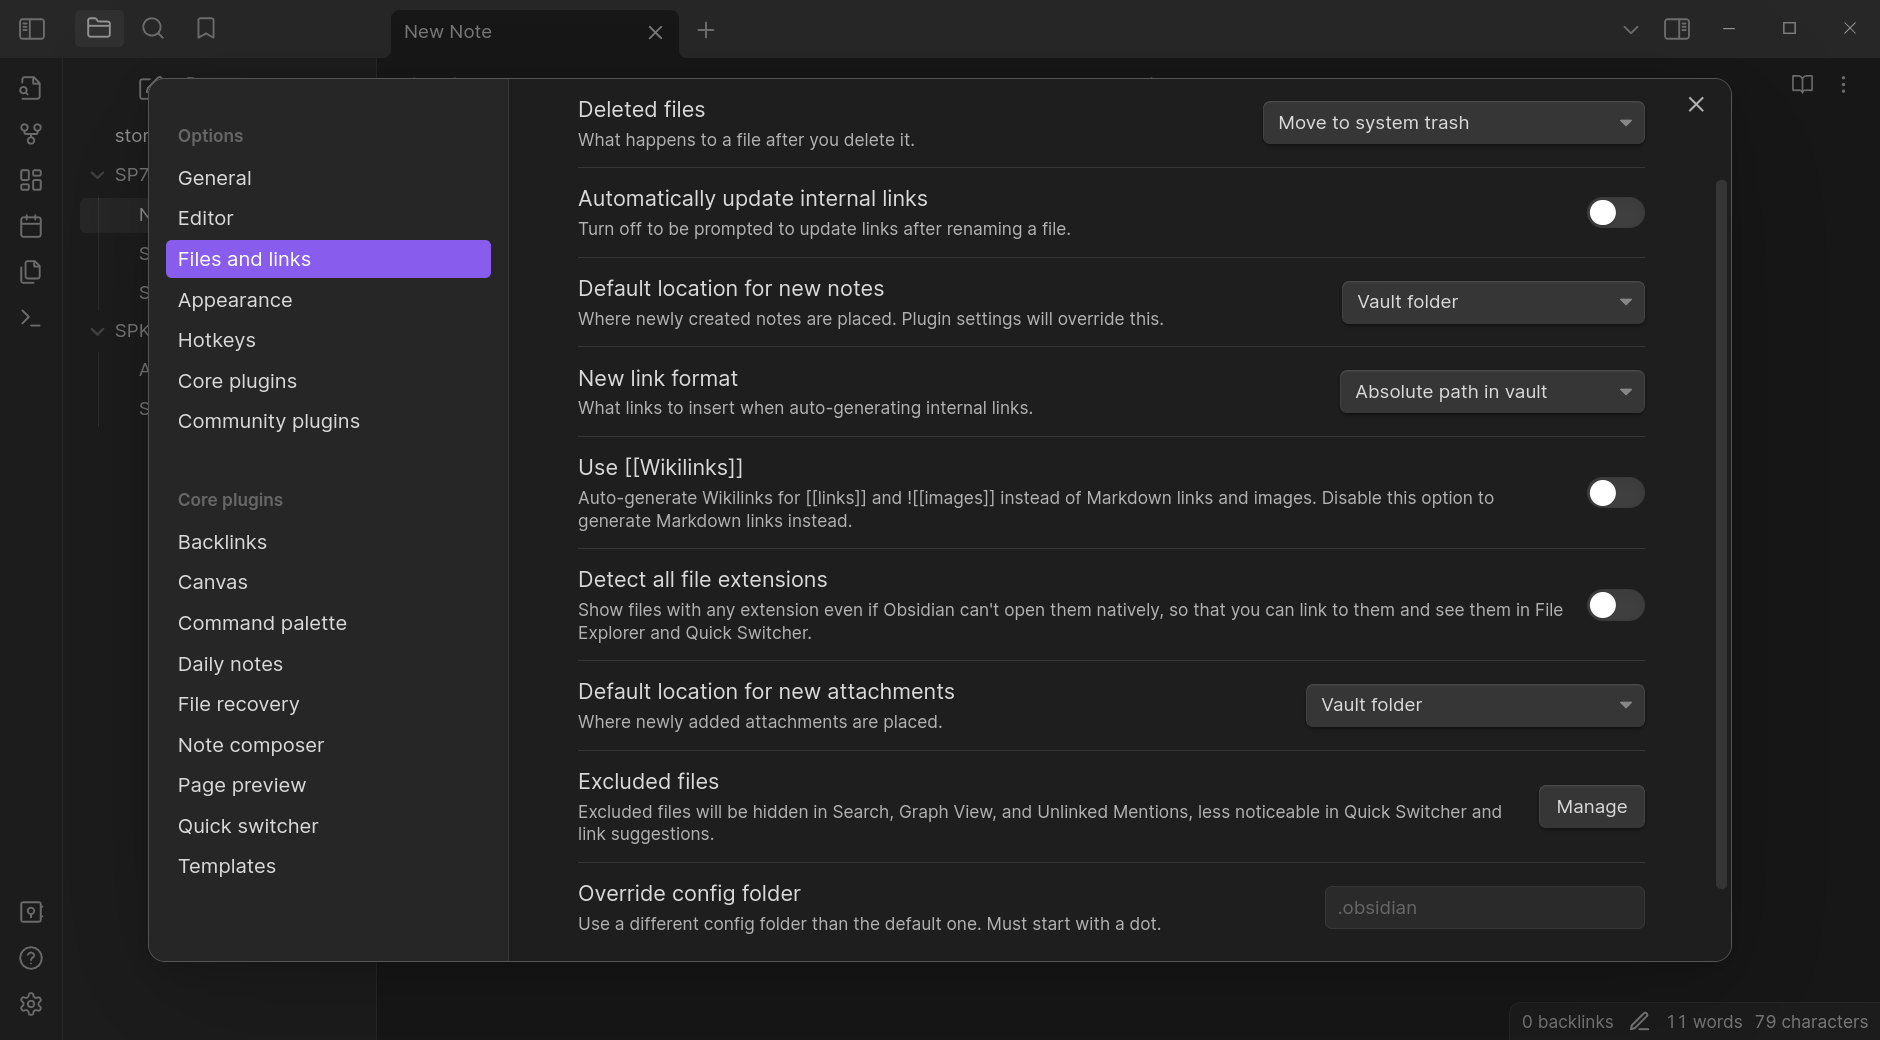 New Note
Options
General
Editor
Files and links
Appearance
Hotkeys
Core plugins
Community plugins
Core plugins
Backlinks
Canvas
Command palette
Daily notes
File recovery
Note composer
Page preview
Quick switcher
Templates
Deleted files
What happens to a file after you delete it.
Move to system trash
Automatically update internal links
Turn off to be prompted to update links after renaming a file.
Default location for new notes
Where newly created notes are placed. Plugin settings will override this.
Vault folder
New link format
What links to insert when auto-generating internal links.
Absolute path in vault
Use [[Wikilinks]]
Auto-generate Wikilinks for [[links]] and ![[images]] instead of Markdown links and images. Disable this option to
generate Markdown links instead.
Detect all file extensions
Show files with any extension even if Obsidian can't open them natively, so that you can link to them and see them in File
Explorer and Quick Switcher.
Default location for new attachments
Where newly added attachments are placed.
Vault folder
Excluded files
Excluded files will be hidden in Search, Graph View, and Unlinked Mentions, less noticeable in Quick Switcher and
link suggestions.
Manage
Override config folder
Use a different config folder than the default one. Must start with a dot.
.obsidian
0 backlinks 11 words 79 characters